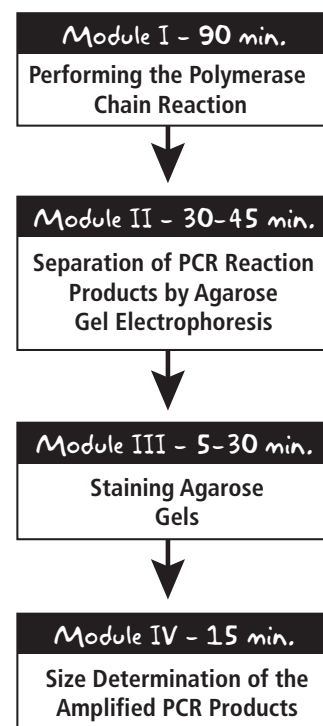 Module I - 90 min.
Performing the Polymerase
Chain Reaction
Module II - 30-45 min.
Separation of PCR Reaction
Products by Agarose
Gel Electrophoresis
Module III - 5-30 min.
Staining Agarose
Gels
Module IV - 15 min.
Size Determination of the
Amplified PCR Products